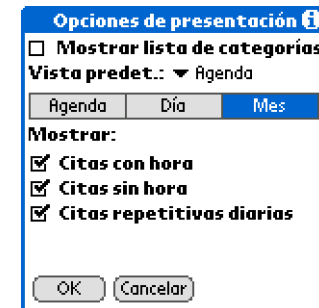 Opciones de presentación
Mostrar lista de categorías
Vista predet.: Agenda
Agenda Día Mes
Mostrar:
Citas con hora
Citas sin hora
Citas repetitivas diarias
OK Cancelar